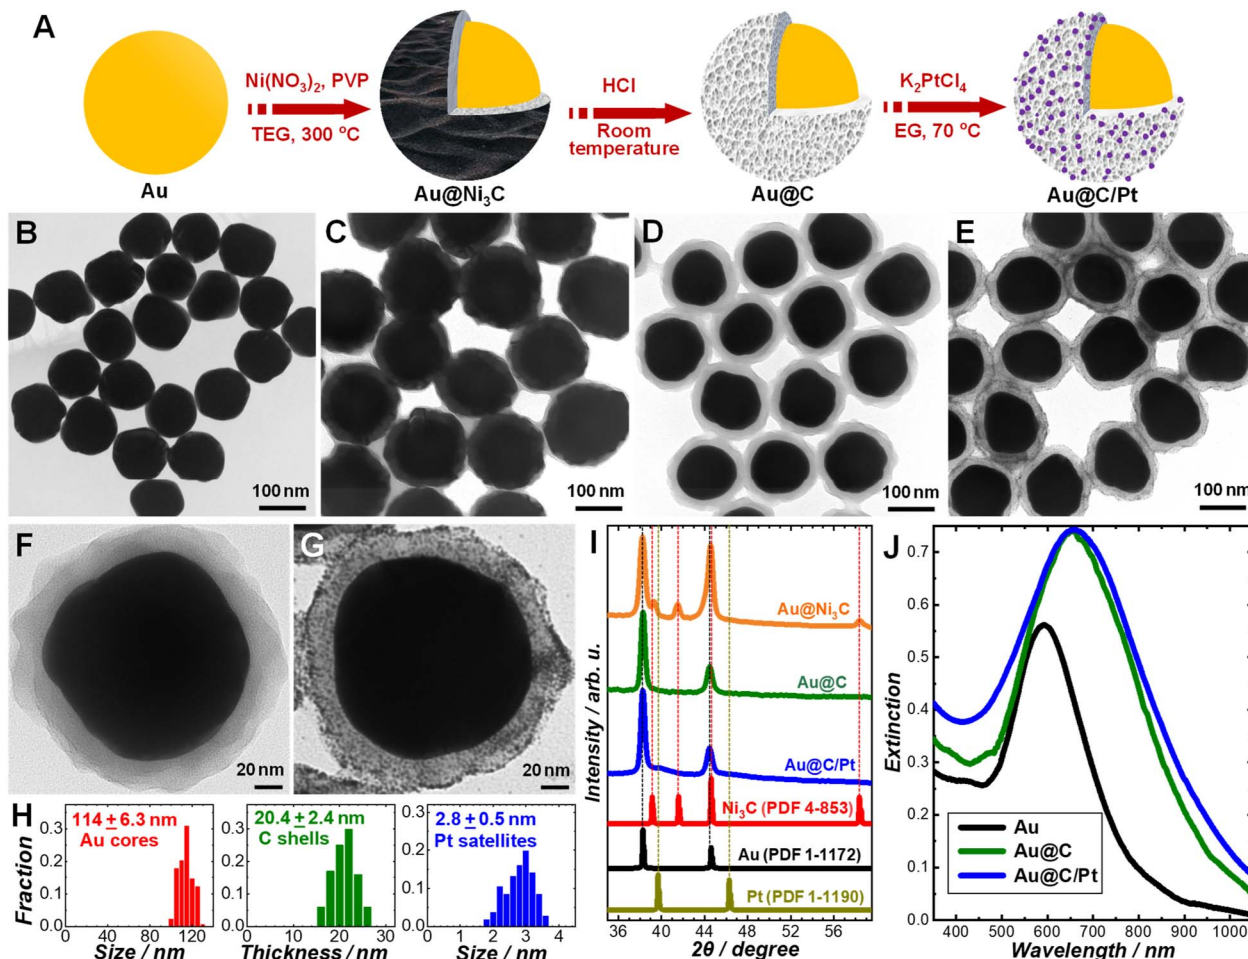 A
Ni(NO₃)₂, PVP
TEG, 300 ºC
HCl
Room
temperature
K₂PtCl₄
EG, 70 ºC
Au
Au@Ni₃C
Au@C
Au@C/Pt
B
100 nm
C
100 nm
D
100 nm
E
100 nm
F
20 nm
G
20 nm
H
114 ± 6.3 nm
Au cores
20.4 ± 2.4 nm
C shells
2.8 ± 0.5 nm
Pt satellites
Fraction
0.3
0.2
0.1
0.0
0 40 80 120
Size / nm
0.3
0.2
0.1
0.0
0 10 20 30
Thickness / nm
0.3
0.2
0.1
0.0
0 1 2 3 4
Size / nm
I
Au@Ni₃C
Au@C
Au@C/Pt
Ni₃C (PDF 4-853)
Au (PDF 1-1172)
Pt (PDF 1-1190)
Intensity / arb. u.
36 40 44 48 52 56
2θ / degree
J
0.7
0.6
0.5
0.4
0.3
0.2
0.1
0.0
Extinction
Au
Au@C
Au@C/Pt
400 500 600 700 800 900 1000
Wavelength / nm